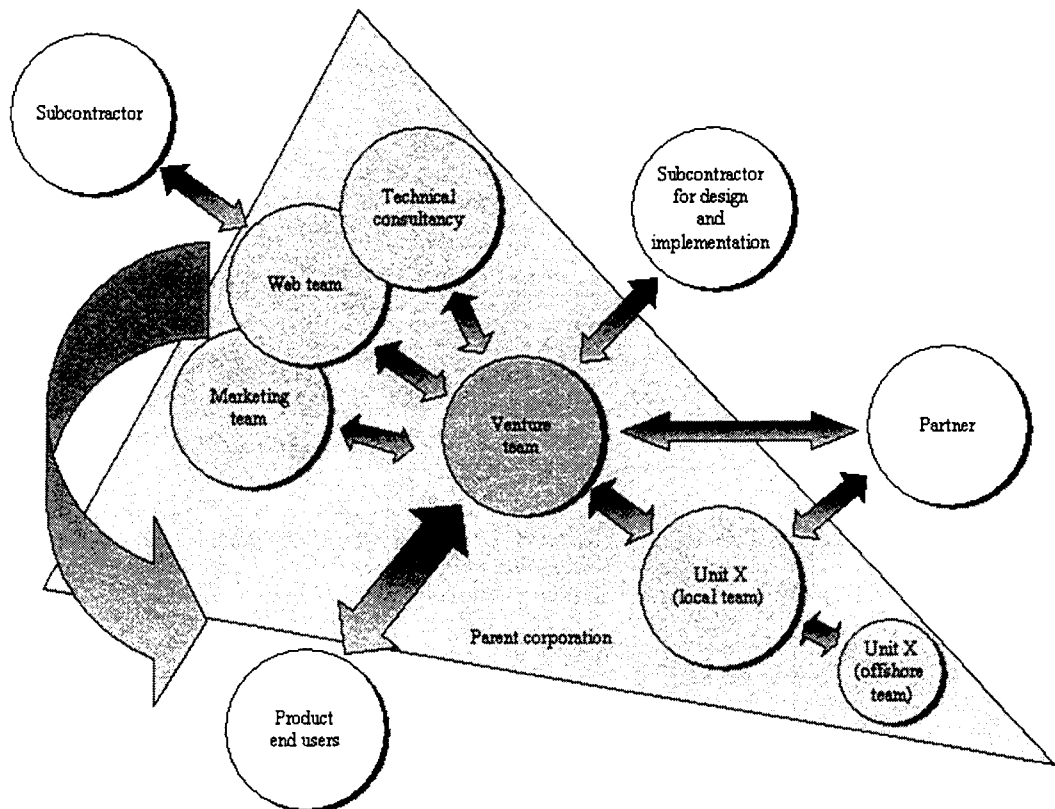 Subcontractor
Technical
consultancy
Subcontractor
for design
and
implementation
Web team
Marketing
team
Venture
team
Partner
Unit X
(local team)
Parent corporation
Unit X
(offshore
team)
Product
end users